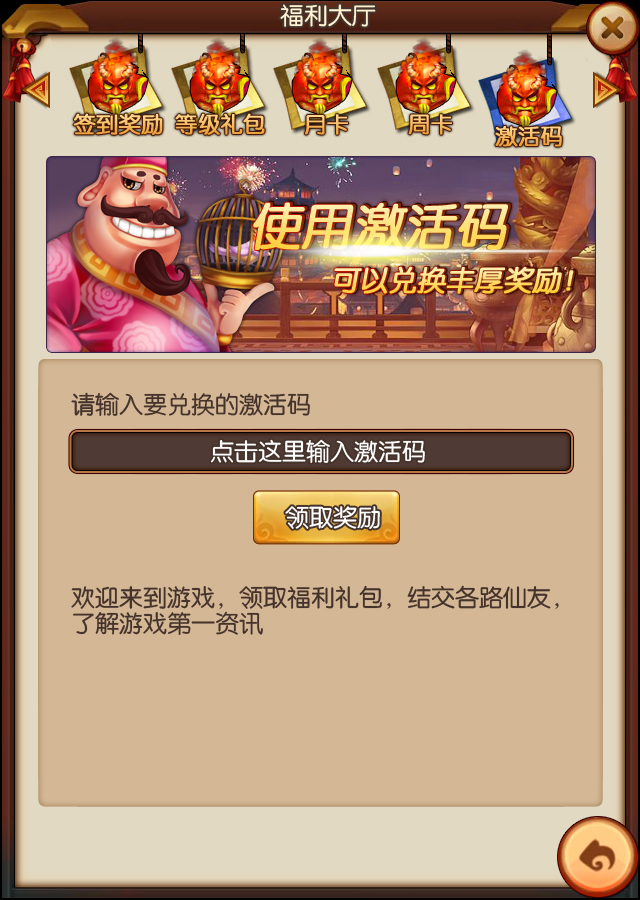 福利大厅
签到奖励 等级礼包 月卡 周卡 激活码
使用激活码
可以兑换丰厚奖励!
请输入要兑换的激活码
点击这里输入激活码
领取奖励
欢迎来到游戏，领取福利礼包，结交各路仙友，
了解游戏第一资讯